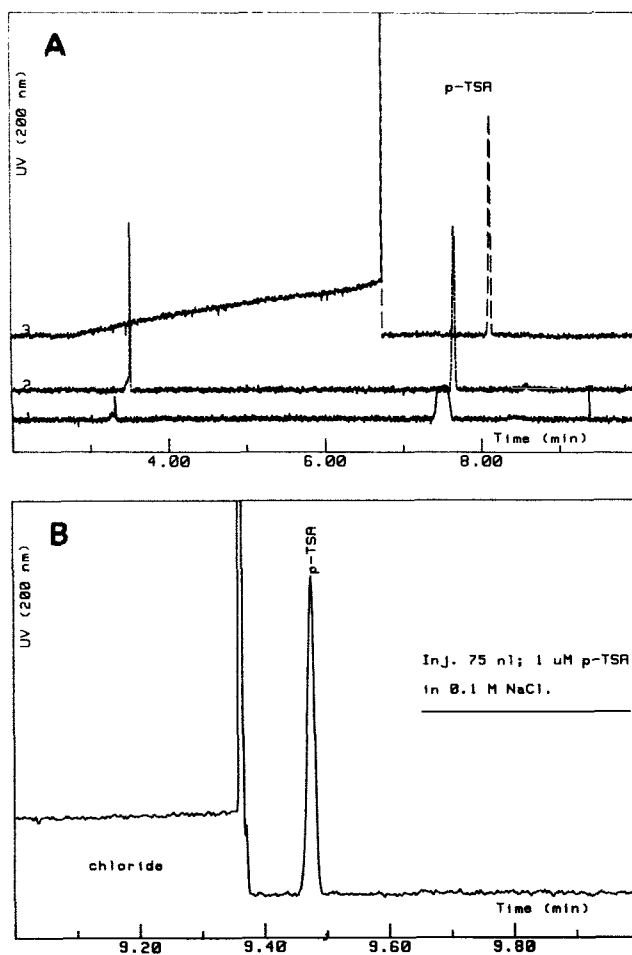 A
UV (200 nm)
p-TSA
3
2
Time (min)
4.00 6.00 8.00
B
UV (200 nm)
p-TSA
Inj. 75 nl; 1 uM p-TSA
in 0.1 M NaCl.
chloride
Time (min)
9.20 9.40 9.60 9.80